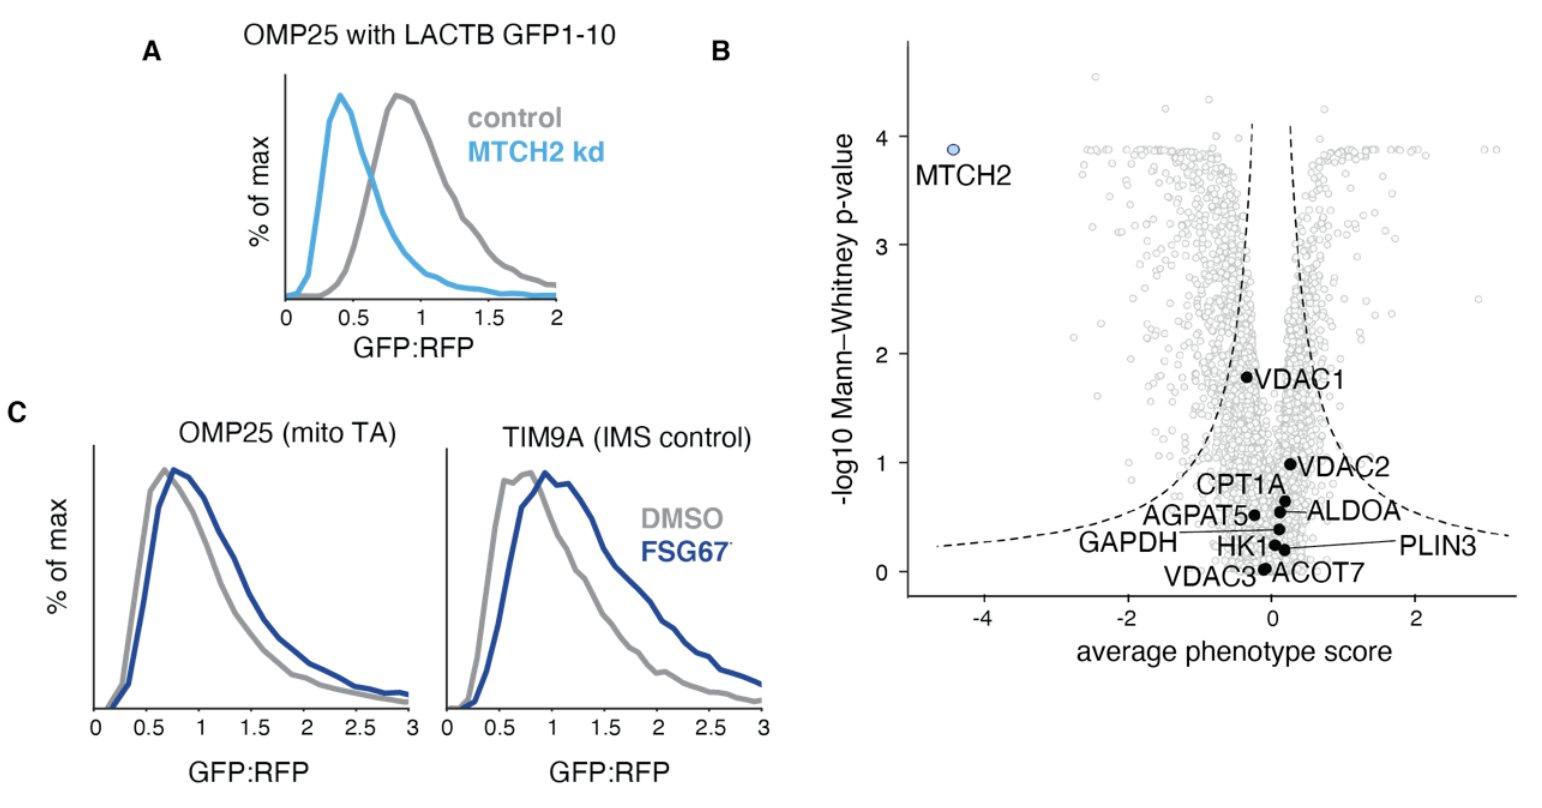 A
OMP25 with LACTB GFP1-10
% of max
control
MTCH2 kd
0 0.5 1 1.5 2
GFP:RFP
B
-log10 Mann–Whitney p-value
4
3
2
1
0
MTCH2
VDAC1
VDAC2
CPT1A
AGPAT5
ALDOA
GAPDH
HK1
PLIN3
VDAC3
ACOT7
-4 -2 0 2
average phenotype score
C
OMP25 (mito TA)
% of max
0 0.5 1 1.5 2 2.5 3
GFP:RFP
TIM9A (IMS control)
DMSO
FSG67
0 0.5 1 1.5 2 2.5 3
GFP:RFP